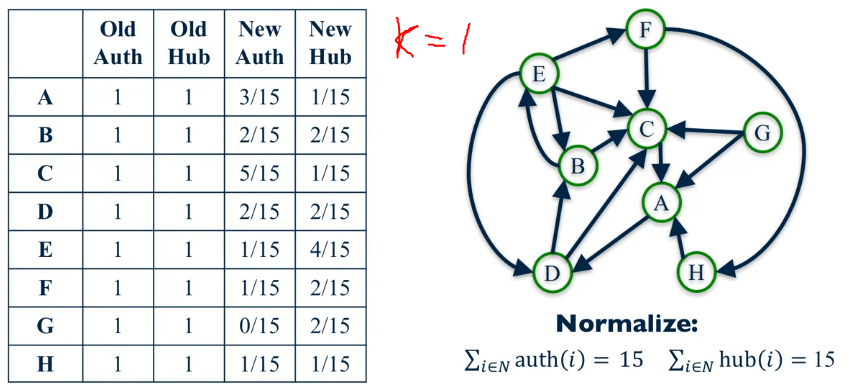 Old Auth Old Hub New Auth New Hub
A 1 1 3/15 1/15
B 1 1 2/15 2/15
C 1 1 5/15 1/15
D 1 1 2/15 2/15
E 1 1 1/15 4/15
F 1 1 1/15 2/15
G 1 1 0/15 2/15
H 1 1 1/15 1/15
K = 1
F
E
C
G
B
A
D
H
Normalize:
∑i∈N auth(i) = 15 ∑i∈N hub(i) = 15